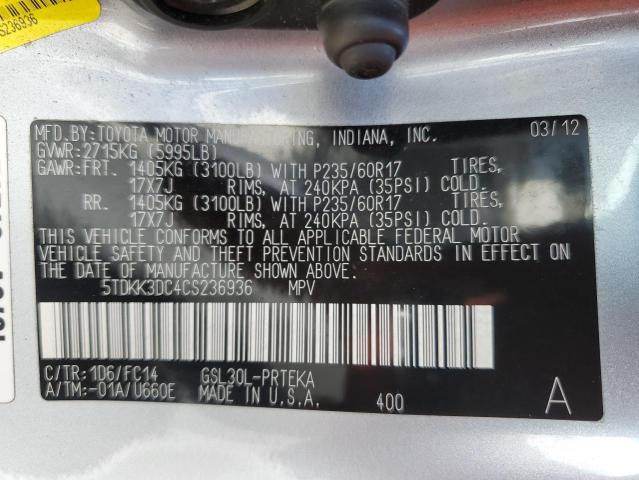 S236936
MFD.BY:TOYOTA MOTOR MANUFACTURING, INDIANA, INC. 03/12
GVWR:2715KG (5995LB)
GAWR:FRT. 1405KG (3100LB) WITH P235/60R17 TIRES,
17X7J RIMS, AT 240KPA (35PSI) COLD.
RR. 1405KG (3100LB) WITH P235/60R17 TIRES,
17X7J RIMS, AT 240KPA (35PSI) COLD.
THIS VEHICLE CONFORMS TO ALL APPLICABLE FEDERAL MOTOR
VEHICLE SAFETY AND THEFT PREVENTION STANDARDS IN EFFECT ON
THE DATE OF MANUFACTURE SHOWN ABOVE.
5TDKK3DC4CS236936 MPV
C/TR:1D6/FC14 GSL30L-PRTEKA
A/TM:-01A/U660E MADE IN U.S.A. 400 A